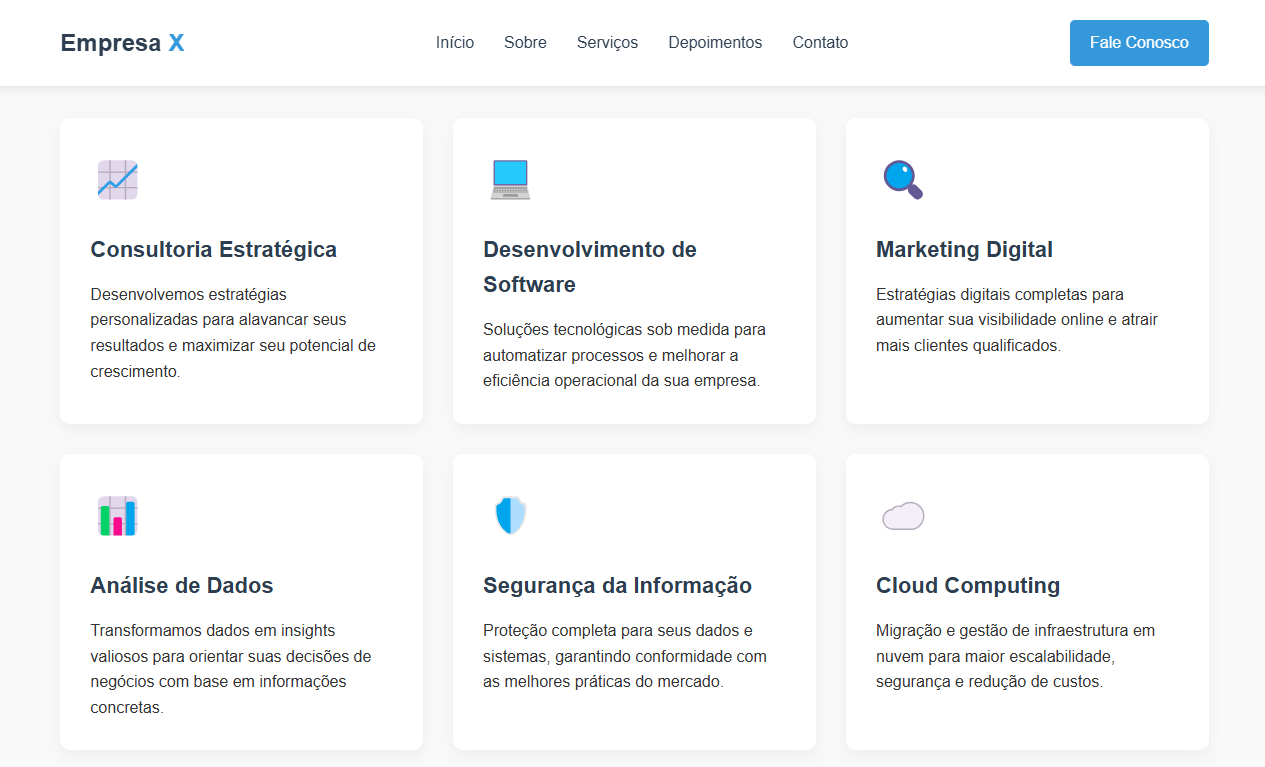 Empresa X
Início Sobre Serviços Depoimentos Contato
Fale Conosco
Consultoria Estratégica
Desenvolvemos estratégias
personalizadas para alavancar seus
resultados e maximizar seu potencial de
crescimento.
Desenvolvimento de
Software
Soluções tecnológicas sob medida para
automatizar processos e melhorar a
eficiência operacional da sua empresa.
Marketing Digital
Estratégias digitais completas para
aumentar sua visibilidade online e atrair
mais clientes qualificados.
Análise de Dados
Transformamos dados em insights
valiosos para orientar suas decisões de
negócios com base em informações
concretas.
Segurança da Informação
Proteção completa para seus dados e
sistemas, garantindo conformidade com
as melhores práticas do mercado.
Cloud Computing
Migração e gestão de infraestrutura em
nuvem para maior escalabilidade,
segurança e redução de custos.